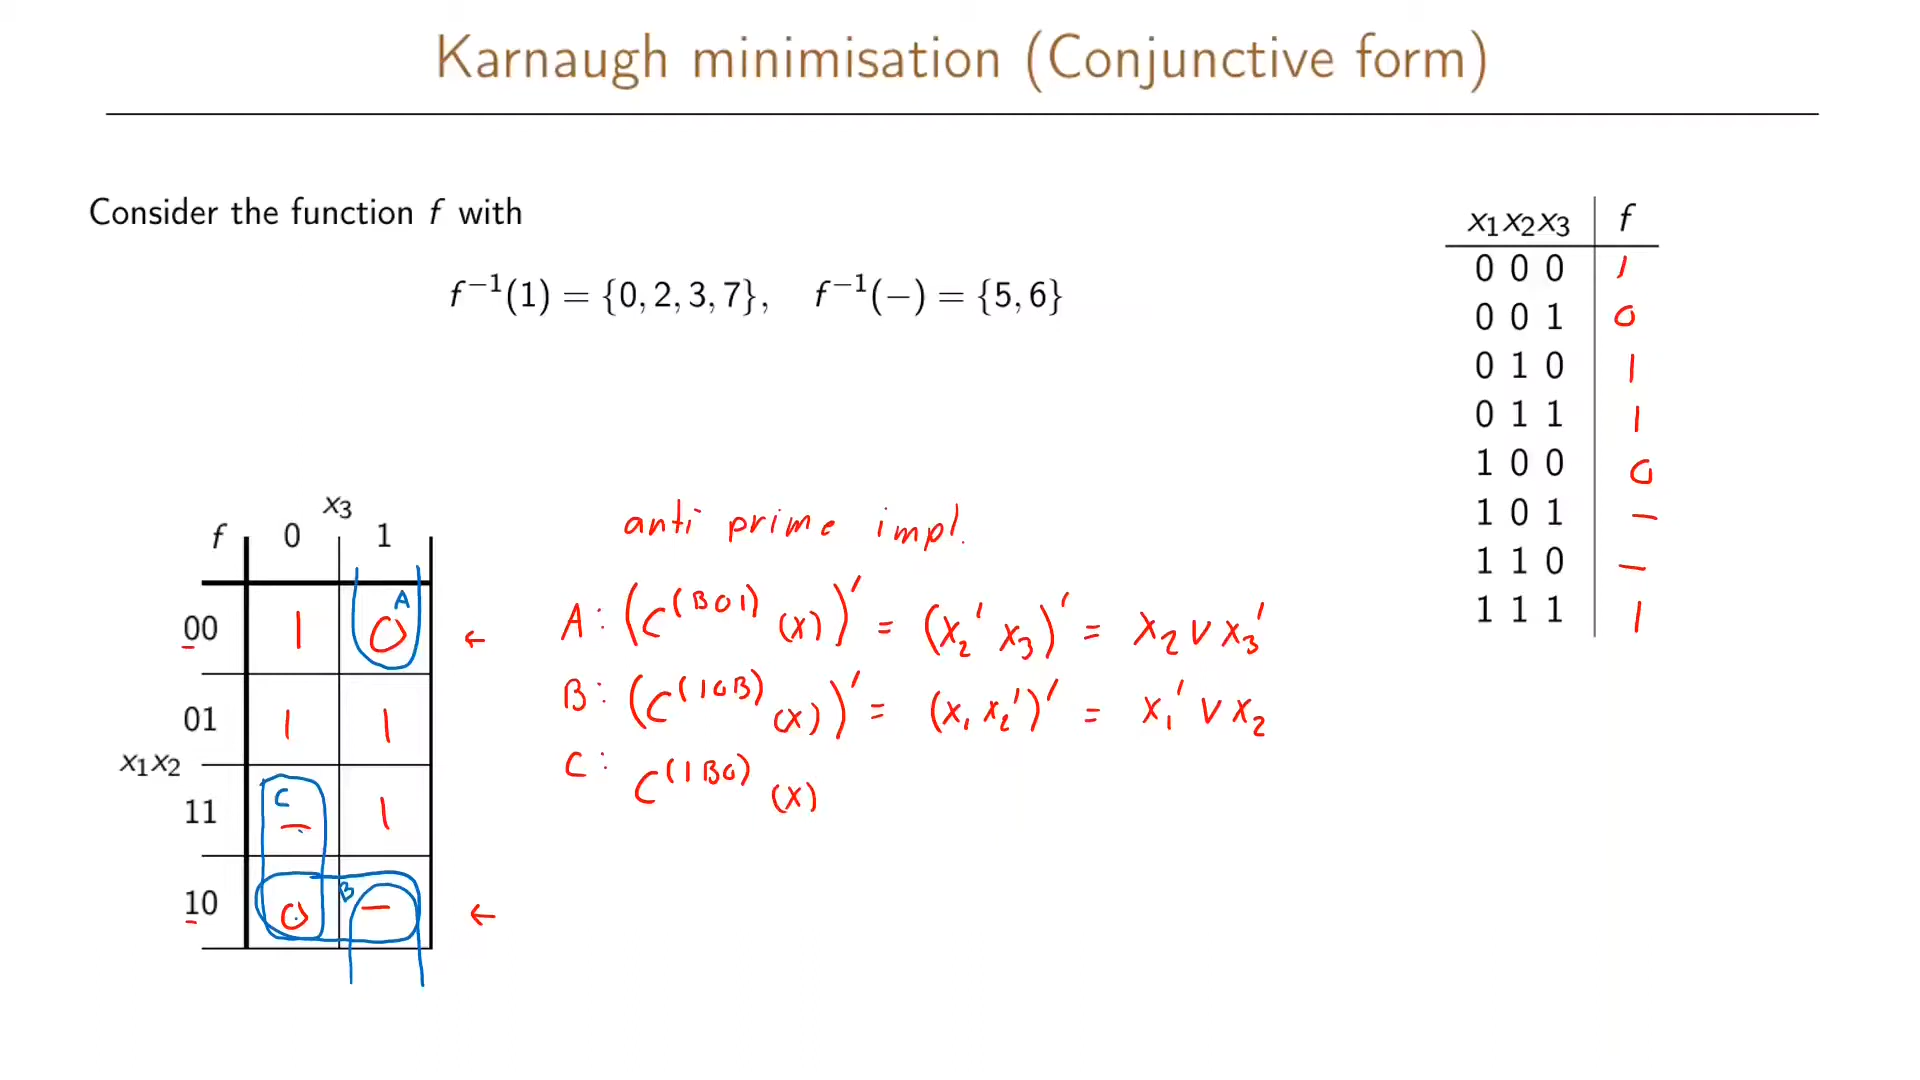 Karnaugh minimisation (Conjunctive form)
Consider the function f with
f⁻¹(1) = {0, 2, 3, 7}, f⁻¹(−) = {5, 6}
x₁x₂x₃ f
0 0 0 1
0 0 1 0
0 1 0 1
0 1 1 1
1 0 0 0
1 0 1 −
1 1 0 −
1 1 1 1
x₃
f 0 1
00 1 0 A ←
01 1 1
x₁x₂
11 C − 1
10 0 B − ←
anti prime impl.
A: (C^(B01) (x))' = (x₂' x₃)' = x₂ ∨ x₃'
B: (C^(10B) (x))' = (x₁ x₂')' = x₁' ∨ x₂
C: C^(1B0) (x)